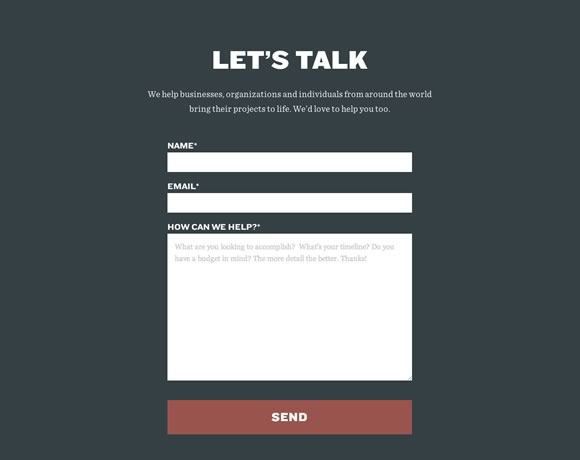 LET’S TALK
We help businesses, organizations and individuals from around the world
bring their projects to life. We’d love to help you too.
NAME*
EMAIL*
HOW CAN WE HELP?*
What are you looking to accomplish?  What's your timeline? Do you
have a budget in mind? The more detail the better. Thanks!
SEND